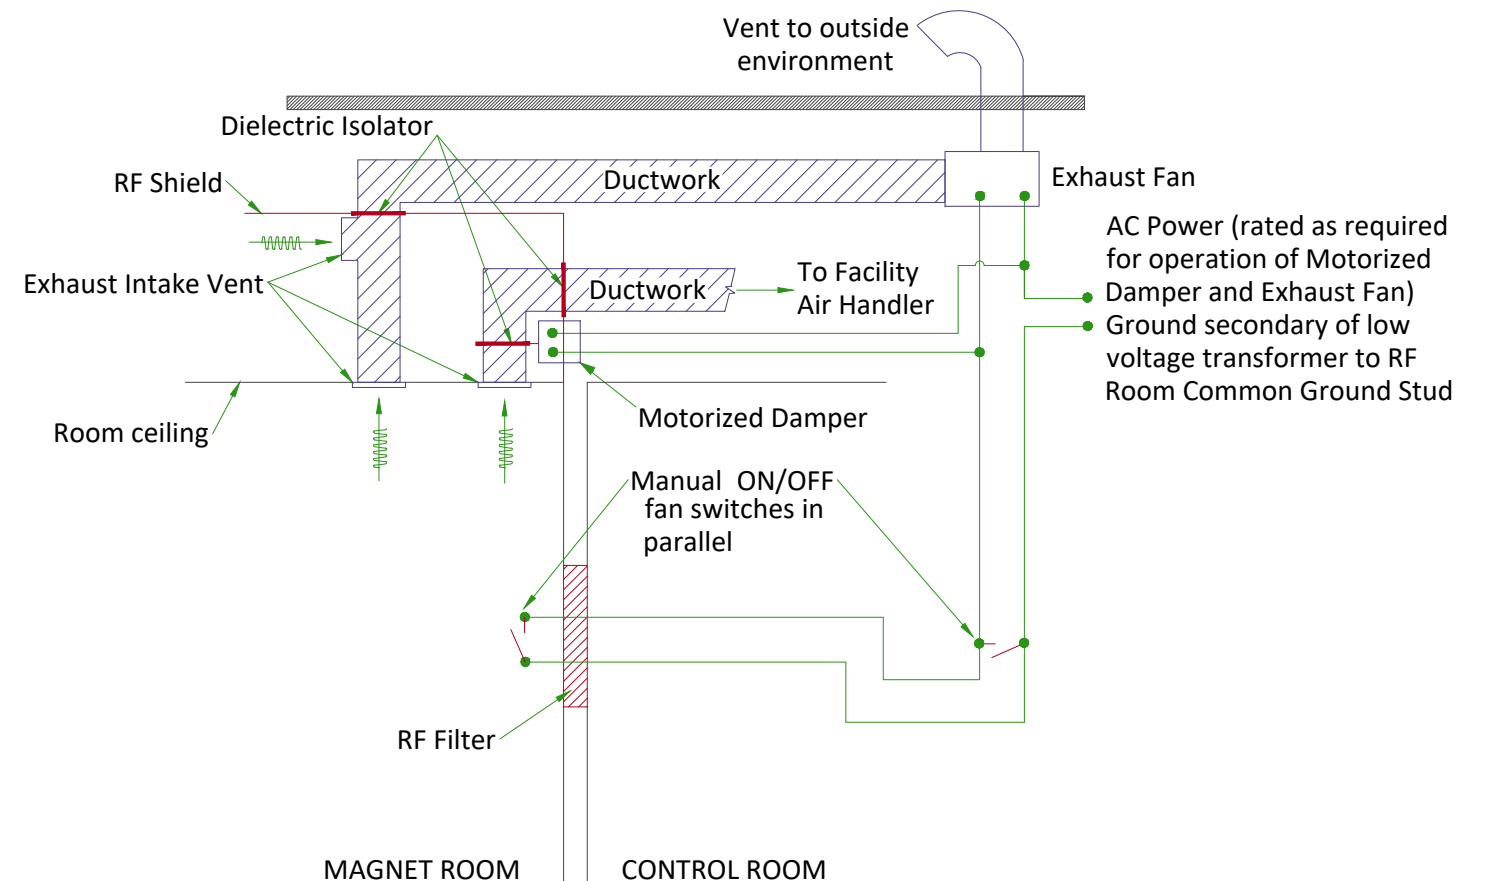 Vent to outside
environment
Dielectric Isolator
RF Shield
Ductwork
Exhaust Fan
AC Power (rated as required
for operation of Motorized
Damper and Exhaust Fan)
Ground secondary of low
voltage transformer to RF
Room Common Ground Stud
Exhaust Intake Vent
Ductwork
To Facility
Air Handler
Motorized Damper
Room ceiling
Manual ON/OFF
fan switches in
parallel
RF Filter
MAGNET ROOM
CONTROL ROOM